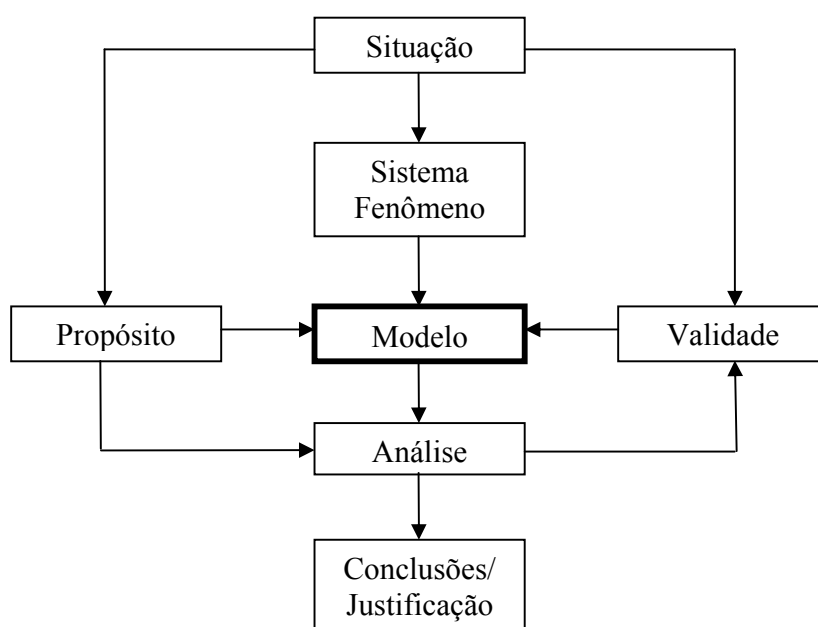 Situação
Sistema
Fenômeno
Propósito
Modelo
Validade
Análise
Conclusões/
Justificação